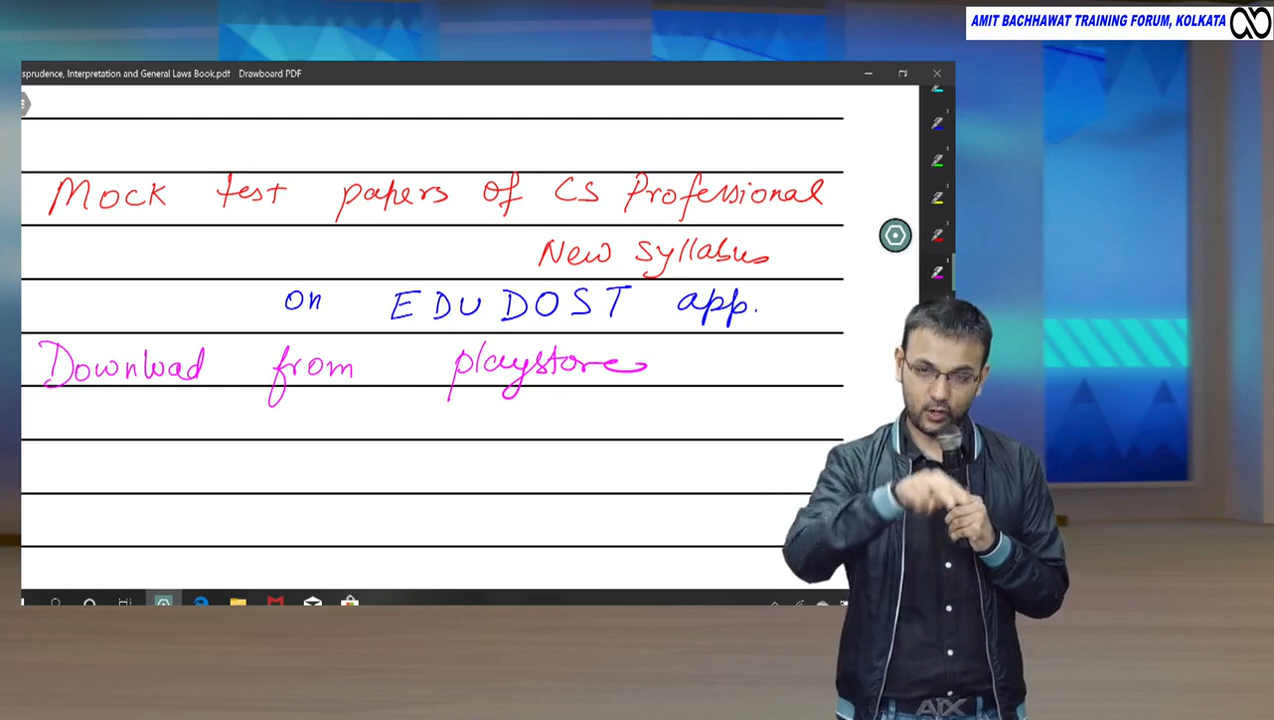 AMIT BACHHAWAT TRAINING FORUM, KOLKATA
sprudence, Interpretation and General Laws Book.pdf Drawboard PDF
Mock test papers of CS Professional
New Syllabus
on EDUDOST app.
Download from playstore
AIX